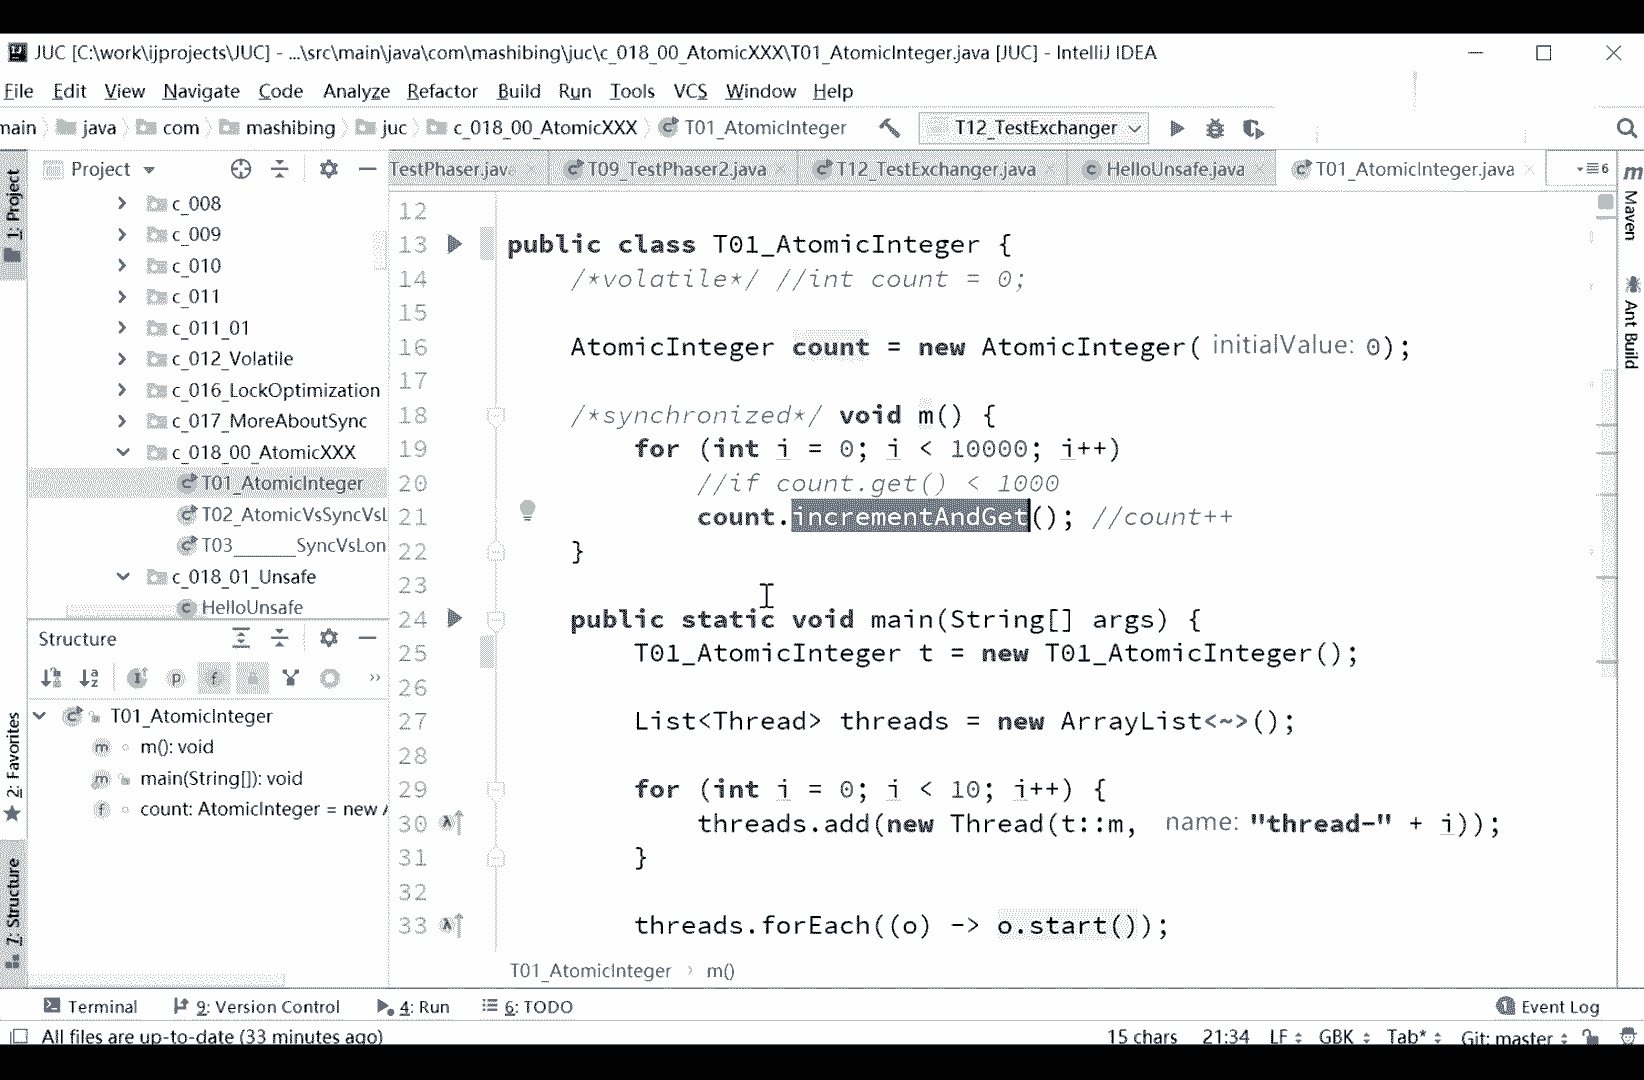 JUC [C:\work\ijprojects\JUC] - ...\src\main\java\com\mashibing\juc\c_018_00_AtomicXXX\T01_AtomicInteger.java [JUC] - IntelliJ IDEA
File Edit View Navigate Code Analyze Refactor Build Run Tools VCS Window Help
main java com mashibing juc c_018_00_AtomicXXX T01_AtomicInteger T12_TestExchanger
Project TestPhaser.java T09_TestPhaser2.java T12_TestExchanger.java HelloUnsafe.java T01_AtomicInteger.java 6
1: Project
c_008
c_009
c_010
c_011
c_011_01
c_012_Volatile
c_016_LockOptimization
c_017_MoreAboutSync
c_018_00_AtomicXXX
T01_AtomicInteger
T02_AtomicVsSyncVsL
T03______SyncVsLon
c_018_01_Unsafe
HelloUnsafe
Structure
T01_AtomicInteger
m(): void
main(String[]): void
count: AtomicInteger = new A
2: Favorites
7: Structure
12
13 public class T01_AtomicInteger {
14 /*volatile*/ //int count = 0;
15
16 AtomicInteger count = new AtomicInteger( initialValue: 0);
17
18 /*synchronized*/ void m() {
19 for (int i = 0; i < 10000; i++)
20 //if count.get() < 1000
21 count.incrementAndGet(); //count++
22 }
23
24 public static void main(String[] args) {
25 T01_AtomicInteger t = new T01_AtomicInteger();
26
27 List<Thread> threads = new ArrayList<~>();
28
29 for (int i = 0; i < 10; i++) {
30 threads.add(new Thread(t::m, name: "thread-" + i));
31 }
32
33 threads.forEach((o) -> o.start());
T01_AtomicInteger › m()
m Maven
Ant Build
Terminal 9: Version Control 4: Run 6: TODO 1 Event Log
All files are up-to-date (33 minutes ago) 15 chars 21:34 LF GBK Tab* Git: master